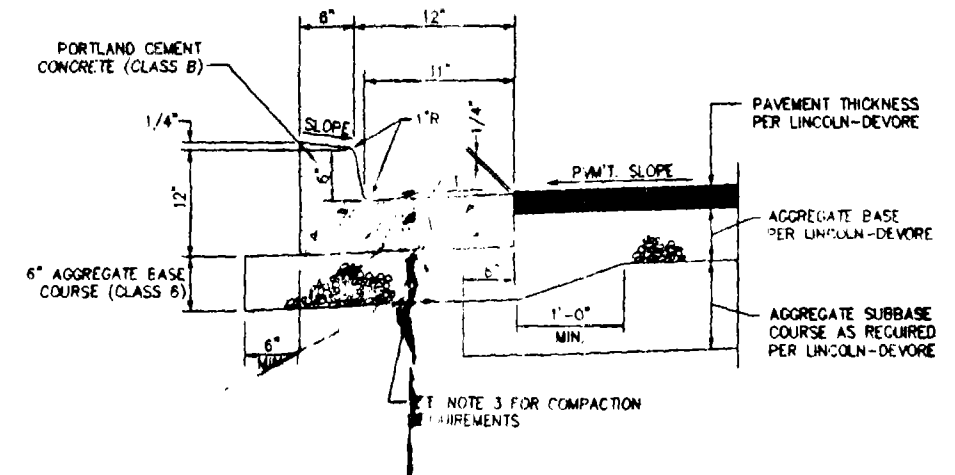 6"
12"
PORTLAND CEMENT
CONCRETE (CLASS B)
11"
1/4"
SLOPE
1"R
1/4"
PAVEMENT THICKNESS
PER LINCOLN-DEVORE
6"
PVM'T. SLOPE
12"
AGGREGATE BASE
PER LINCOLN-DEVORE
6" AGGREGATE BASE
COURSE (CLASS 6)
6"
1'-0"
MIN.
AGGREGATE SUBBASE
COURSE AS REQUIRED
PER LINCOLN-DEVORE
6"
MIN.
NOTE 3 FOR COMPACTION